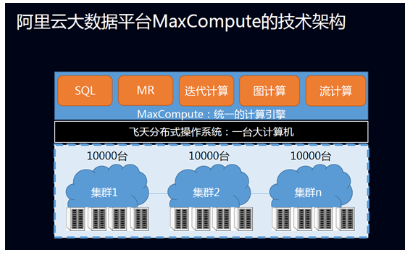 阿里云大数据平台MaxCompute的技术架构
SQL MR 迭代计算 图计算 流计算
MaxCompute：统一的计算引擎
飞天分布式操作系统：一台大计算机
10000台 10000台 10000台
集群1 集群2 集群n